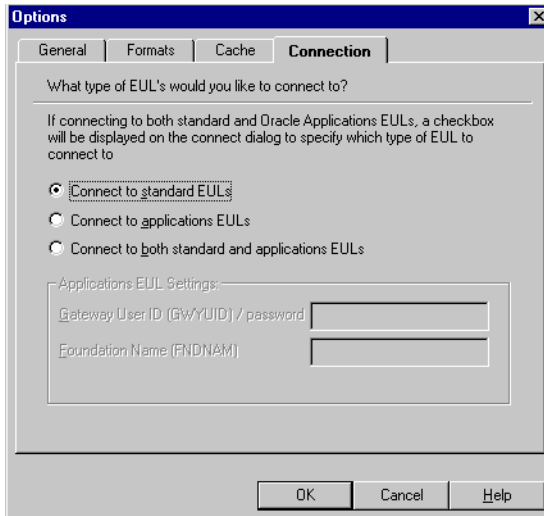 Options
General Formats Cache Connection
What type of EUL's would you like to connect to?
If connecting to both standard and Oracle Applications EULs, a checkbox
will be displayed on the connect dialog to specify which type of EUL to
connect to
Connect to standard EULs
Connect to applications EULs
Connect to both standard and applications EULs
Applications EUL Settings:
Gateway User ID (GWYUID) / password
Foundation Name (FNDNAM)
OK Cancel Help